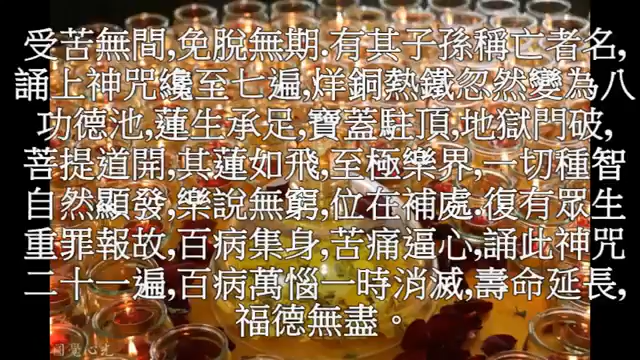 受苦無間,免脫無期.有其子孫稱亡者名,
誦上神咒纔至七遍,烊銅熱鐵忽然變為八
功德池,蓮生承足,寶蓋駐頂,地獄門破,
菩提道開,其蓮如飛,至極樂界,一切種智
自然顯發,樂說無窮,位在補處.復有眾生
重罪報故,百病集身,苦痛逼心,誦此神咒
二十一遍,百病萬惱一時消滅,壽命延長,
福德無盡。